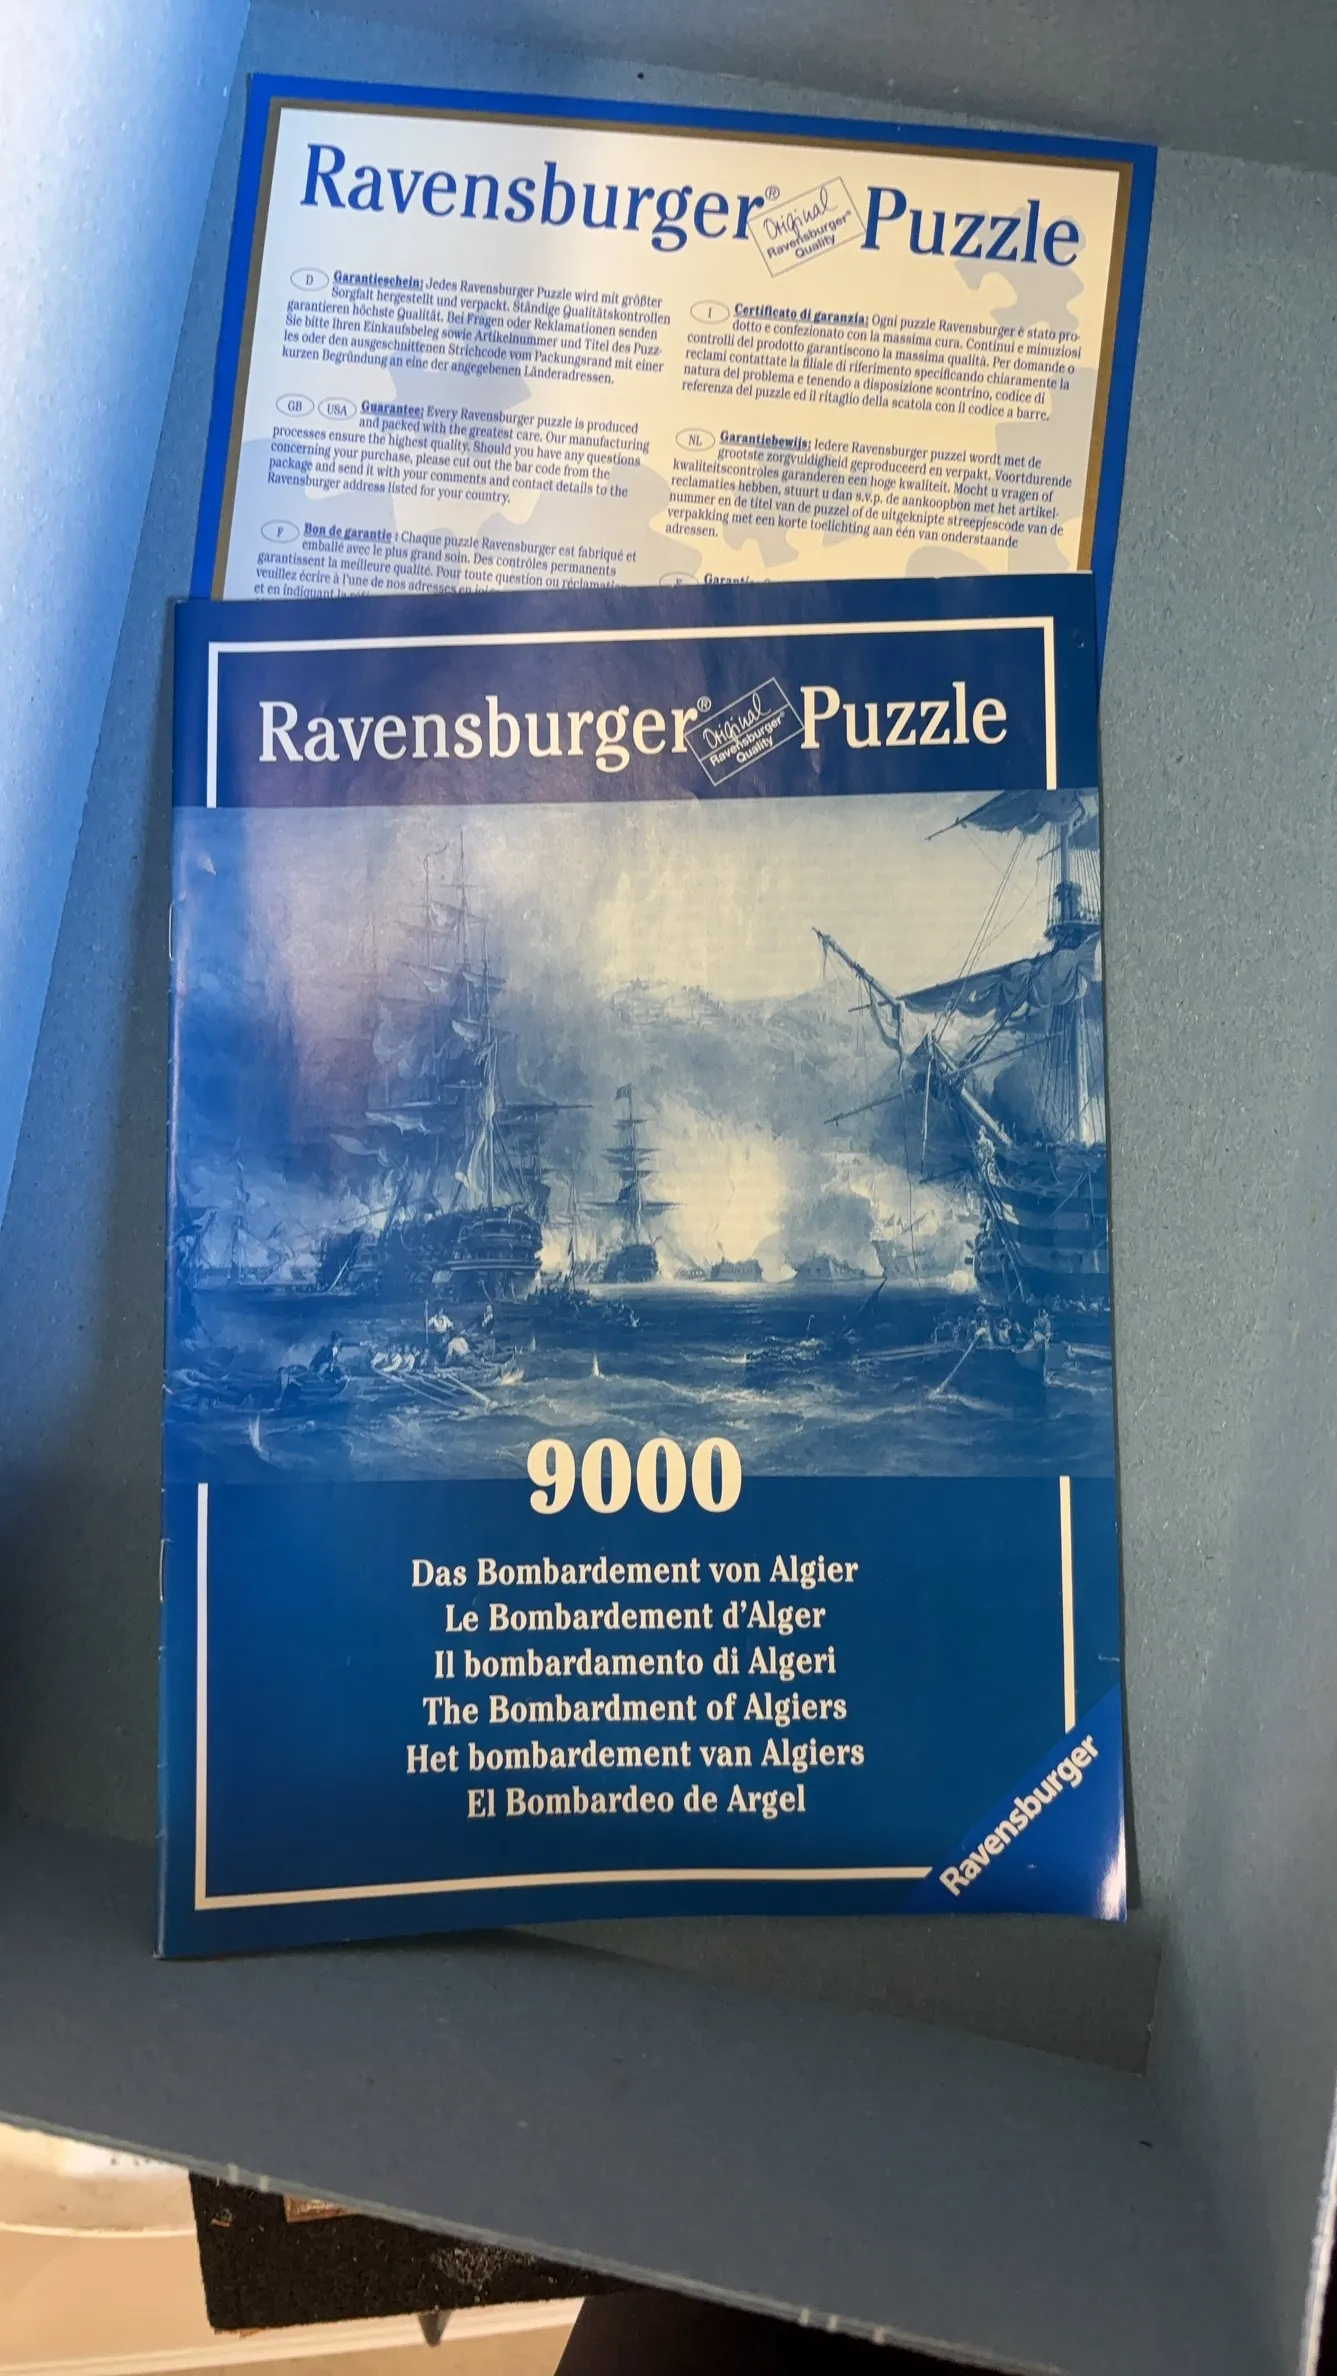 Ravensburger® Puzzle
Original
Ravensburger®
Quality
D Garantieschein: Jedes Ravensburger Puzzle wird mit größter
Sorgfalt hergestellt und verpackt. Ständige Qualitätskontrollen
garantieren höchste Qualität. Bei Fragen oder Reklamationen senden
Sie bitte Ihren Einkaufsbeleg sowie Artikelnummer und Titel des Puzz-
les oder den ausgeschnittenen Strichcode vom Packungsrand mit einer
kurzen Begründung an eine der angegebenen Länderadressen.
GB USA Guarantee: Every Ravensburger puzzle is produced
and packed with the greatest care. Our manufacturing
processes ensure the highest quality. Should you have any questions
concerning your purchase, please cut out the bar code from the
package and send it with your comments and contact details to the
Ravensburger address listed for your country.
F Bon de garantie : Chaque puzzle Ravensburger est fabriqué et
emballé avec le plus grand soin. Des contrôles permanents
garantissent la meilleure qualité. Pour toute question ou
veuillez écrire à l'une de nos adresses en
et en indiquant la
I Certificato di garanzia: Ogni puzzle Ravensburger è stato pro-
dotto e confezionato con la massima cura. Continui e minuziosi
controlli del prodotto garantiscono la massima qualità. Per domande o
reclami contattate la filiale di riferimento specificando chiaramente la
natura del problema e tenendo a disposizione scontrino, codice di
referenza del puzzle ed il ritaglio della scatola con il codice a barre.
NL Garantiebewijs: Iedere Ravensburger puzzel wordt met de
grootste zorgvuldigheid geproduceerd en verpakt. Voortdurende
kwaliteitscontroles garanderen een hoge kwaliteit. Mocht u vragen of
reclamaties hebben, stuurt u dan s.v.p. de aankoopbon met het artikel-
nummer en de titel van de puzzel of de uitgeknipte streepjescode van de
verpakking met een korte toelichting aan één van onderstaande
adressen.
Ravensburger® Puzzle
Original
Ravensburger®
Quality
9000
Das Bombardement von Algier
Le Bombardement d'Alger
Il bombardamento di Algeri
The Bombardment of Algiers
Het bombardement van Algiers
El Bombardeo de Argel
Ravensburger